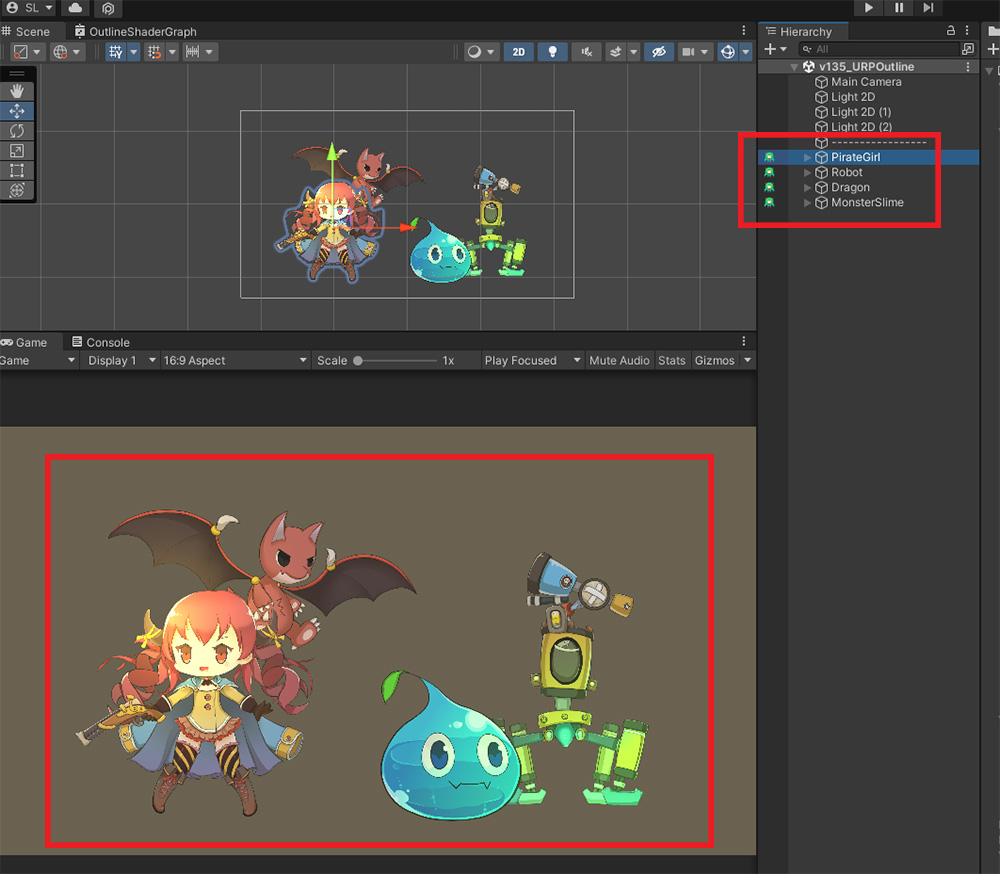 SL
Scene
OutlineShaderGraph
2D
Hierarchy
All
v135_URPOutline
Main Camera
Light 2D
Light 2D (1)
Light 2D (2)
------------------
PirateGirl
Robot
Dragon
MonsterSlime
Game
Console
Game
Display 1
16:9 Aspect
Scale
1x
Play Focused
Mute Audio
Stats
Gizmos